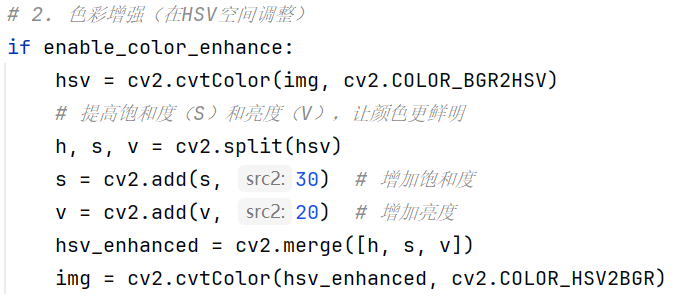 # 2. 色彩增强（在HSV空间调整）
if enable_color_enhance:
    hsv = cv2.cvtColor(img, cv2.COLOR_BGR2HSV)
    # 提高饱和度（S）和亮度（V），让颜色更鲜明
    h, s, v = cv2.split(hsv)
    s = cv2.add(s, src2: 30)  # 增加饱和度
    v = cv2.add(v, src2: 20)  # 增加亮度
    hsv_enhanced = cv2.merge([h, s, v])
    img = cv2.cvtColor(hsv_enhanced, cv2.COLOR_HSV2BGR)